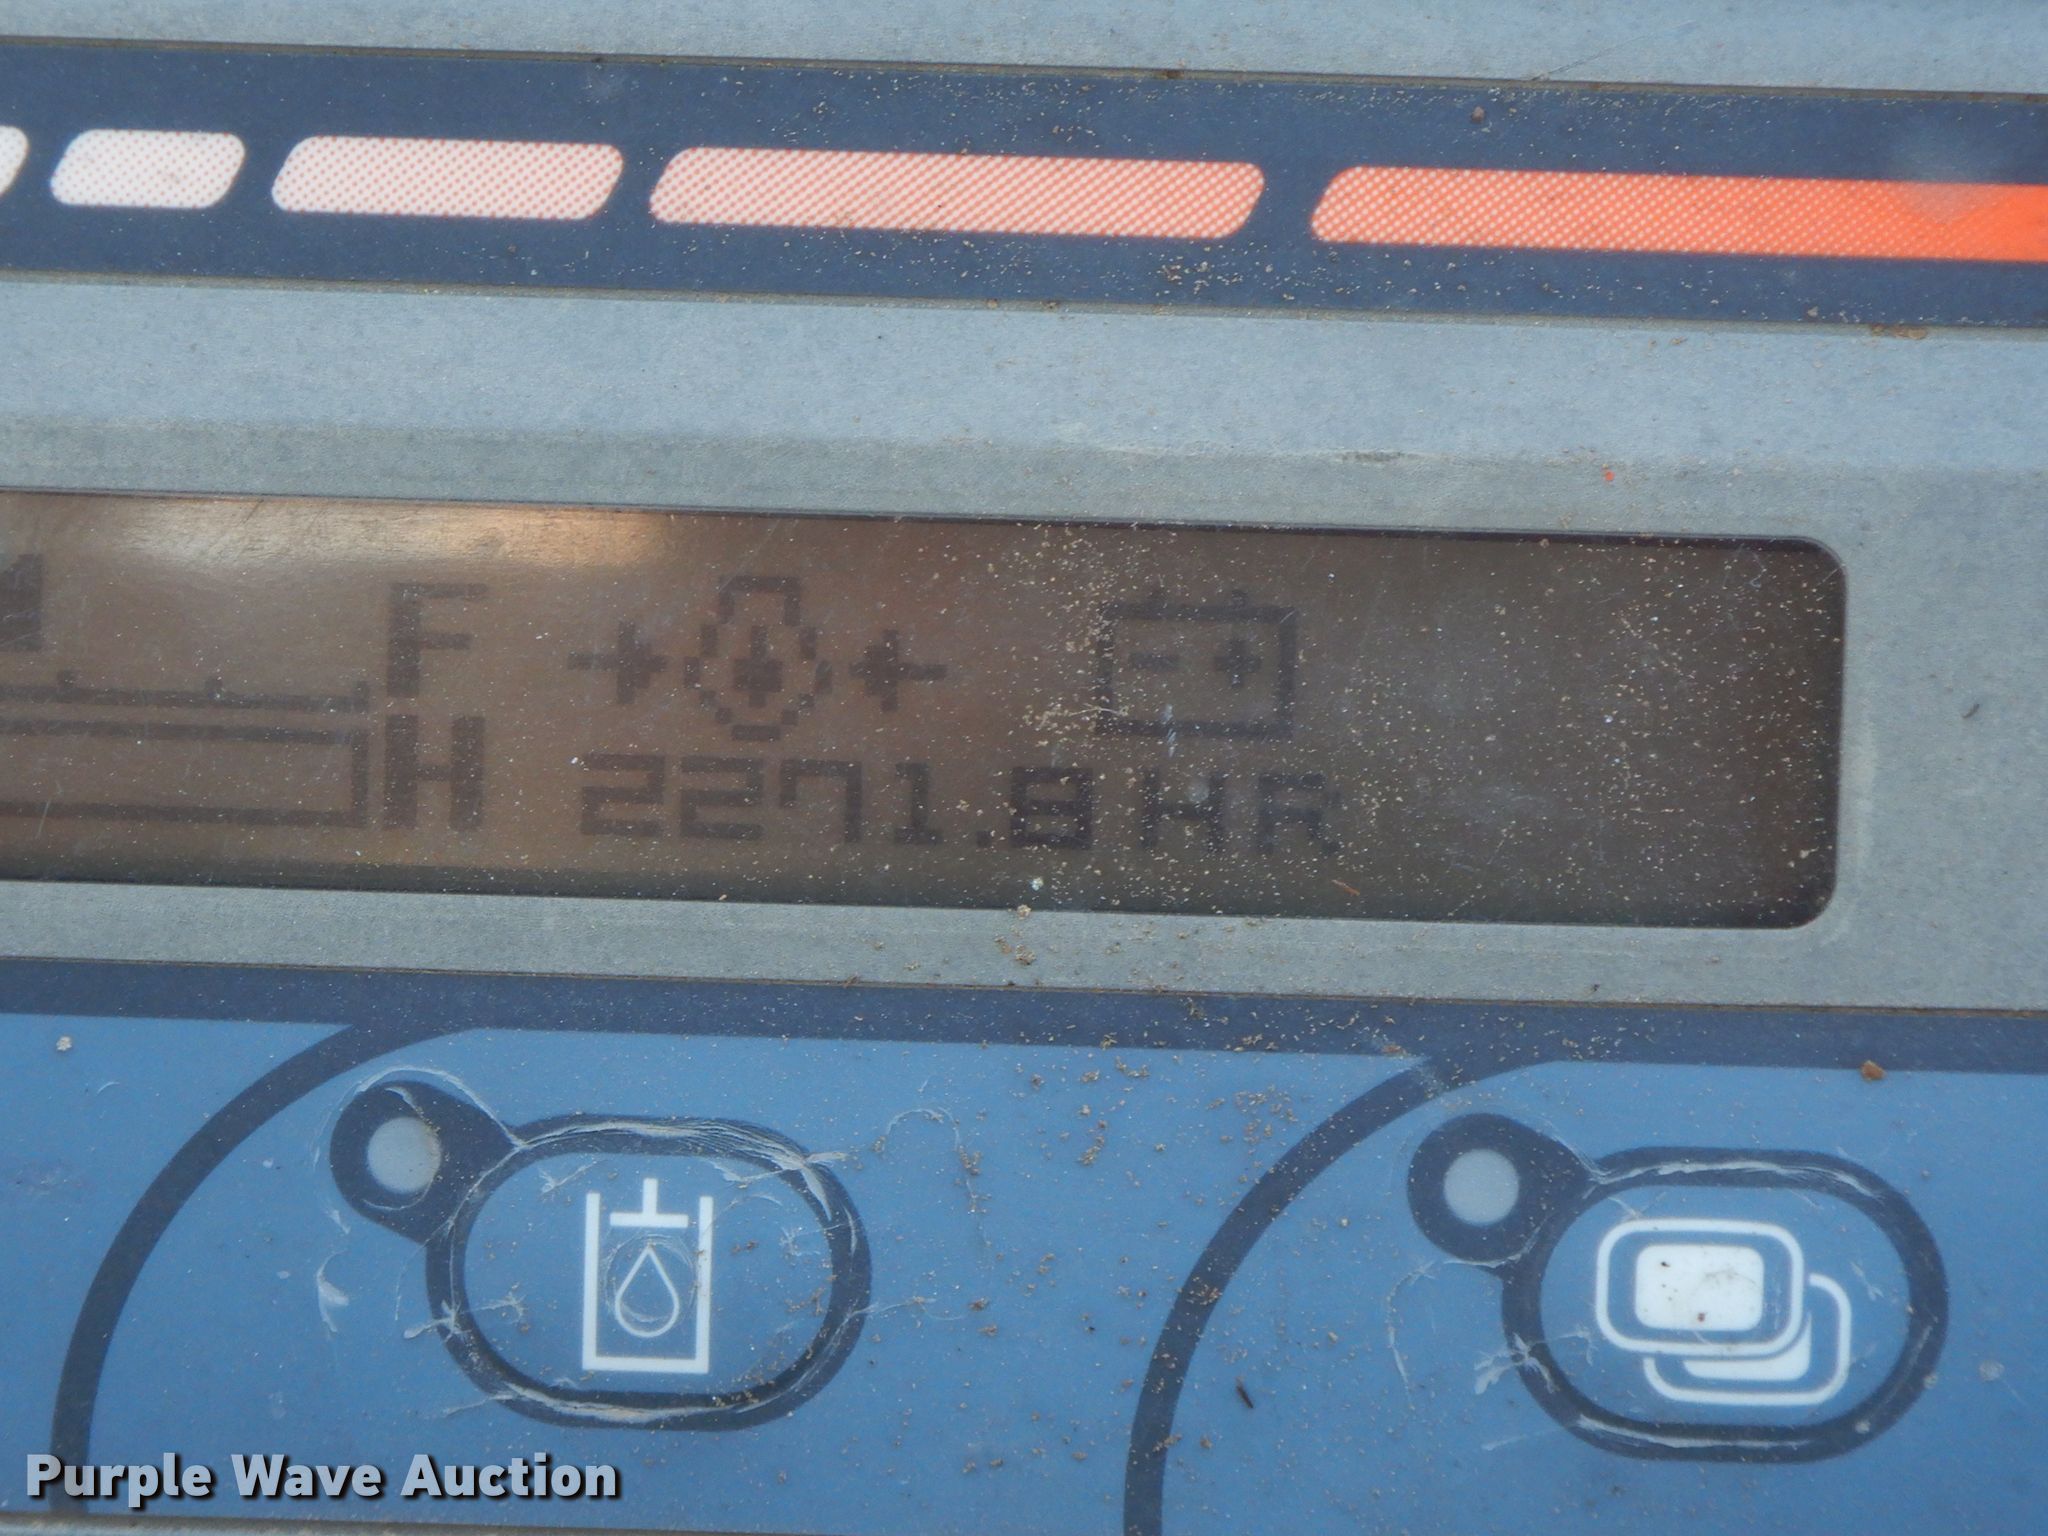 F
H
2271.8 HR
Purple Wave Auction